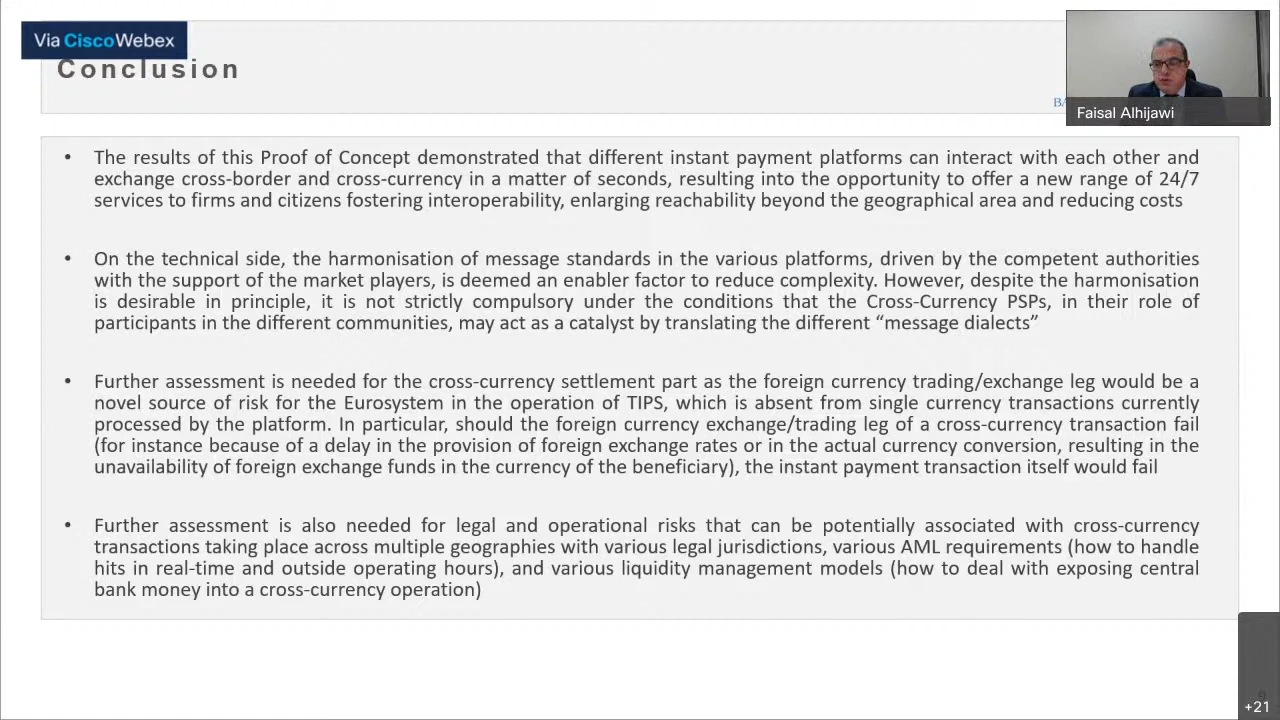 Via CiscoWebex
Conclusion
BA
Faisal Alhijawi
• The results of this Proof of Concept demonstrated that different instant payment platforms can interact with each other and
exchange cross-border and cross-currency in a matter of seconds, resulting into the opportunity to offer a new range of 24/7
services to firms and citizens fostering interoperability, enlarging reachability beyond the geographical area and reducing costs
• On the technical side, the harmonisation of message standards in the various platforms, driven by the competent authorities
with the support of the market players, is deemed an enabler factor to reduce complexity. However, despite the harmonisation
is desirable in principle, it is not strictly compulsory under the conditions that the Cross-Currency PSPs, in their role of
participants in the different communities, may act as a catalyst by translating the different “message dialects”
• Further assessment is needed for the cross-currency settlement part as the foreign currency trading/exchange leg would be a
novel source of risk for the Eurosystem in the operation of TIPS, which is absent from single currency transactions currently
processed by the platform. In particular, should the foreign currency exchange/trading leg of a cross-currency transaction fail
(for instance because of a delay in the provision of foreign exchange rates or in the actual currency conversion, resulting in the
unavailability of foreign exchange funds in the currency of the beneficiary), the instant payment transaction itself would fail
• Further assessment is also needed for legal and operational risks that can be potentially associated with cross-currency
transactions taking place across multiple geographies with various legal jurisdictions, various AML requirements (how to handle
hits in real-time and outside operating hours), and various liquidity management models (how to deal with exposing central
bank money into a cross-currency operation)
9
+21